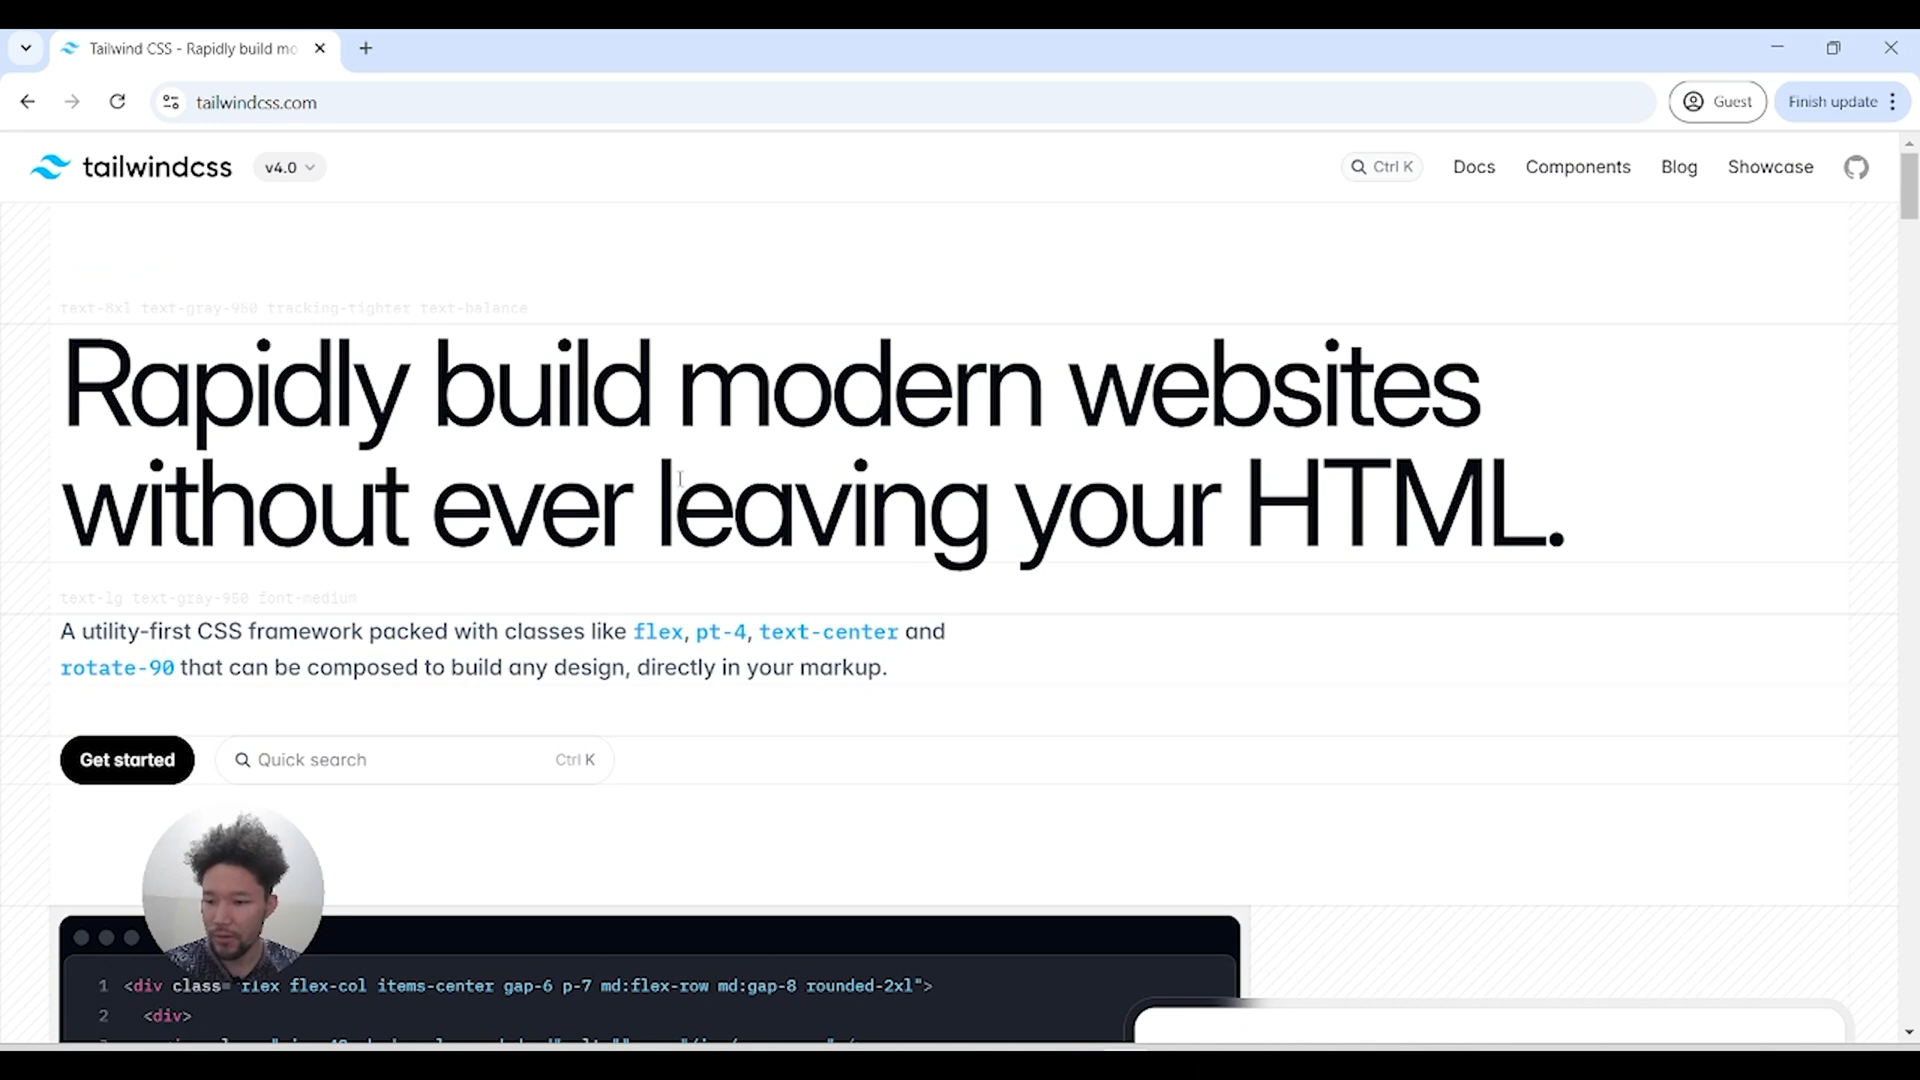 Tailwind CSS - Rapidly build mo
tailwindcss.com
Guest
Finish update
tailwindcss
v4.0
Ctrl K
Docs
Components
Blog
Showcase
text-8xl text-gray-950 tracking-tighter text-balance
Rapidly build modern websites
without ever leaving your HTML.
text-lg text-gray-950 font-medium
A utility-first CSS framework packed with classes like flex, pt-4, text-center and
rotate-90 that can be composed to build any design, directly in your markup.
Get started
Quick search
Ctrl K
1 <div class="flex flex-col items-center gap-6 p-7 md:flex-row md:gap-8 rounded-2xl">
2 <div>